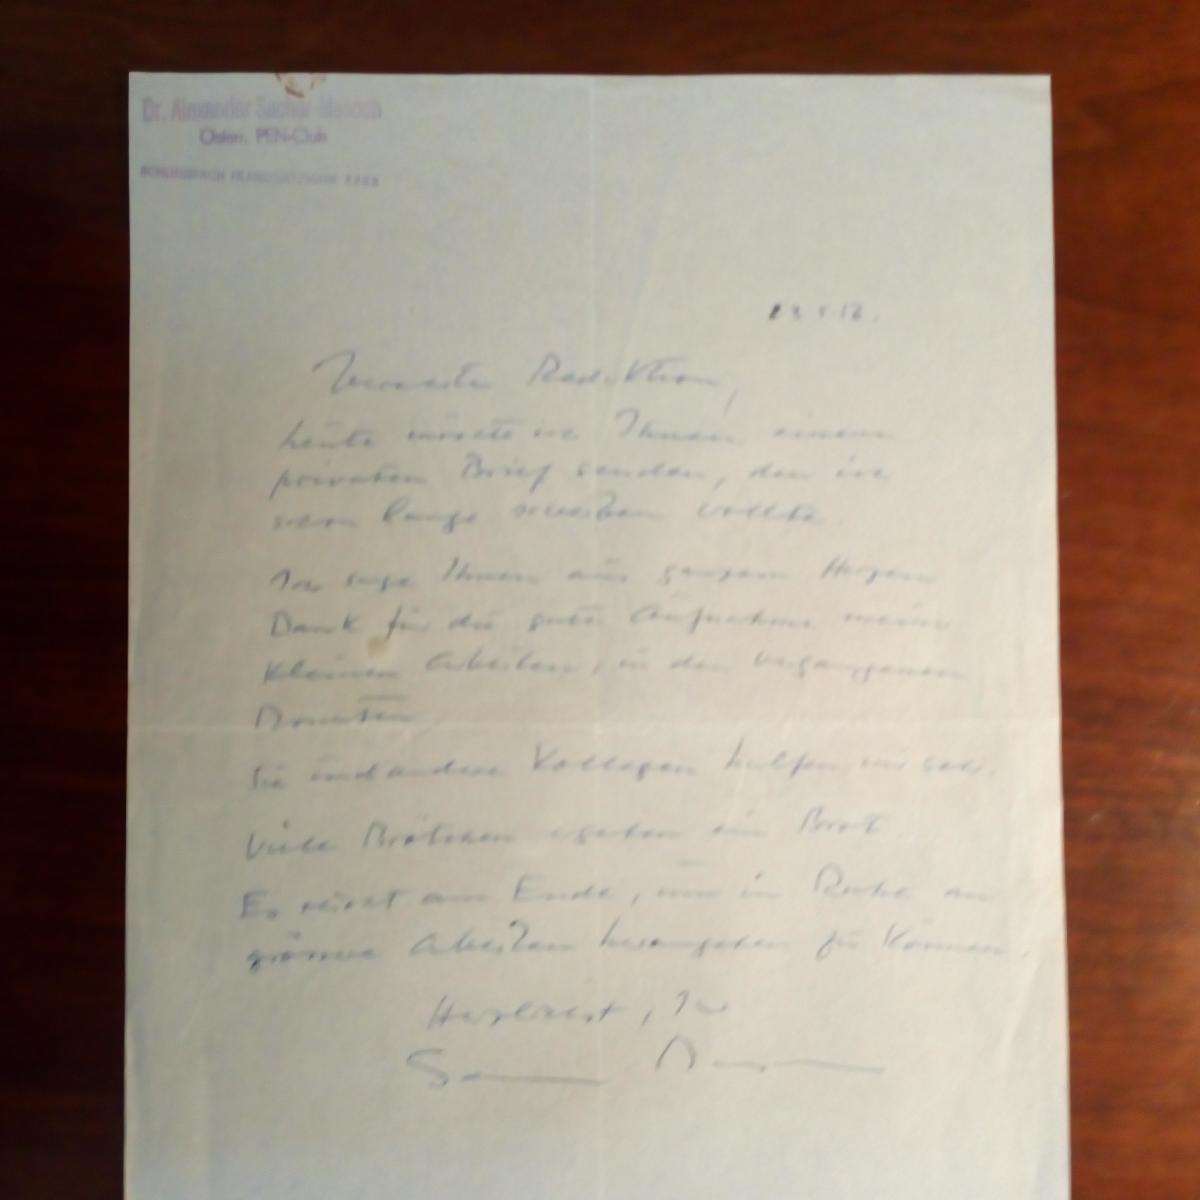 Dr. Alexander Sacher-Masoch
Österr. PEN-Club
Verehrte Redaktion,
heute möchte ich Ihnen einen
privaten Brief senden, den ich
schon lange schreiben wollte.
Ich sage Ihnen aus ganzem Herzen
Dank für die gute Aufnahme meiner
kleinen Arbeiten, in den vergangenen
Monaten
Sie und andere Kollegen helfen mir sehr.
Viele Brötchen ergeben ein Brot
Es reicht am Ende, um in Ruhe an
grössere Arbeiten herangehen zu können.
Herzlichst, Ihr